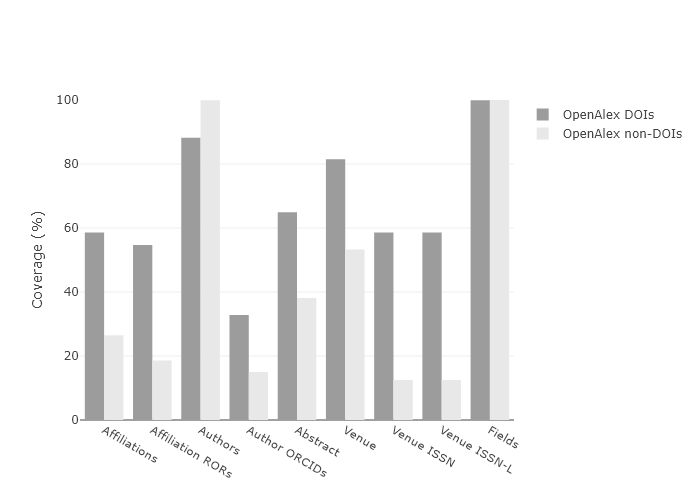 100
80
60
40
20
0
Coverage (%)
OpenAlex DOIs
OpenAlex non-DOIs
Affiliations
Affiliation RORs
Authors
Author ORCIDs
Abstract
Venue
Venue ISSN
Venue ISSN-L
Fields